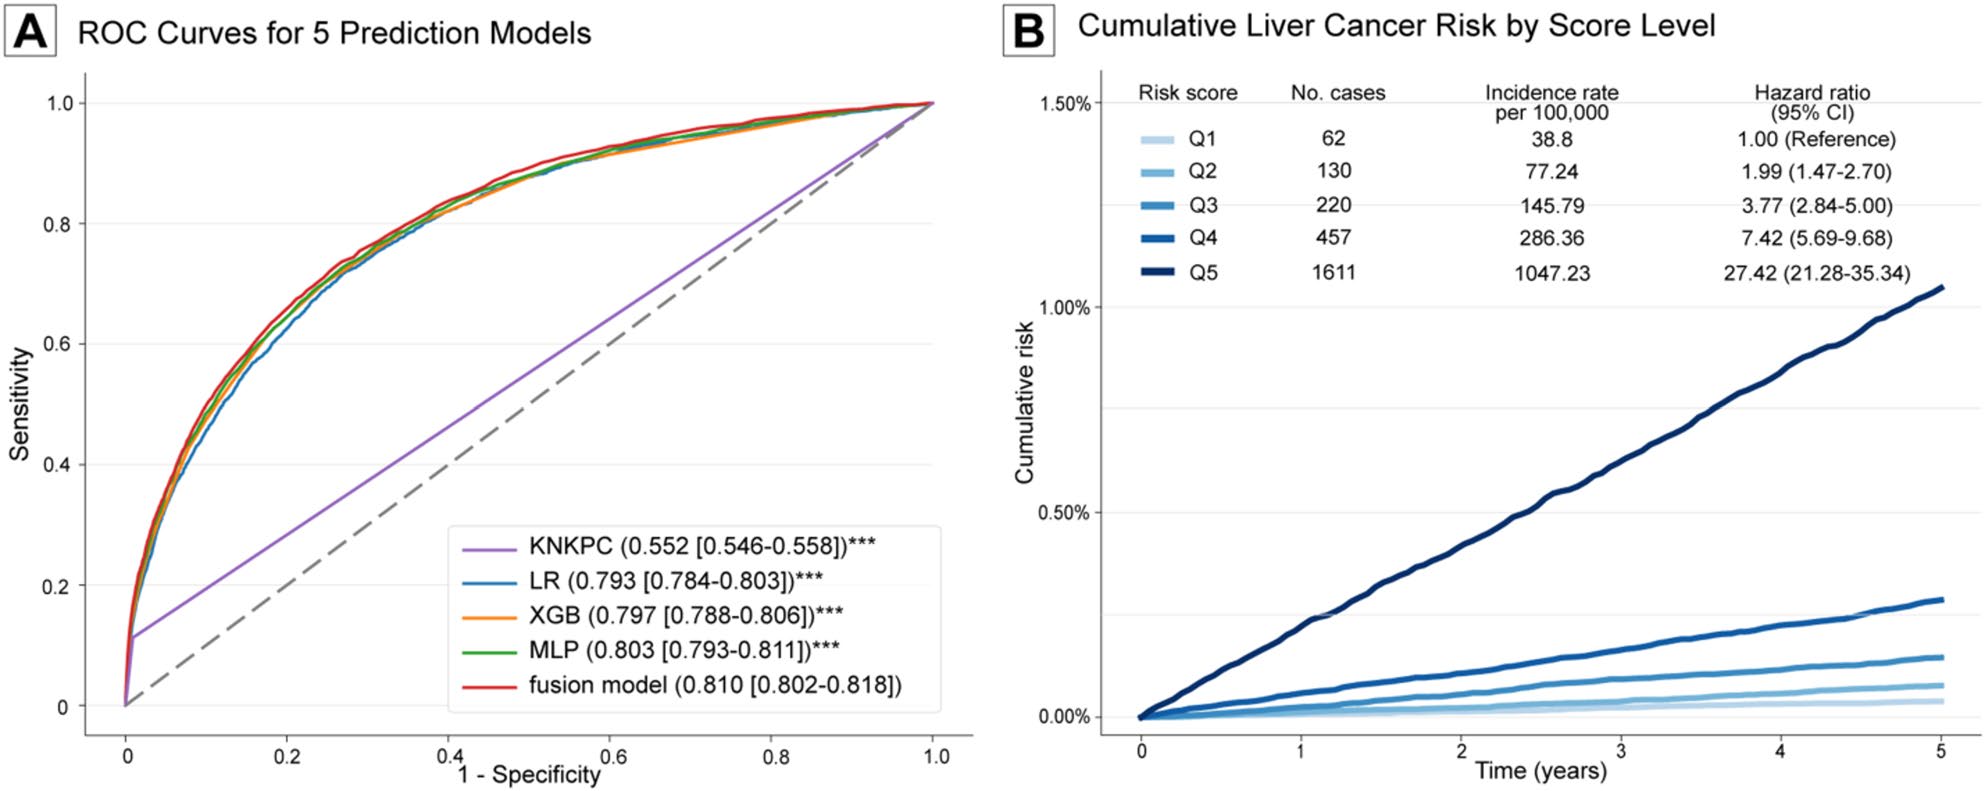 A ROC Curves for 5 Prediction Models
1.0
0.8
0.6
0.4
0.2
0
Sensitivity
0 0.2 0.4 0.6 0.8 1.0
1 - Specificity
KNKPC (0.552 [0.546-0.558])***
LR (0.793 [0.784-0.803])***
XGB (0.797 [0.788-0.806])***
MLP (0.803 [0.793-0.811])***
fusion model (0.810 [0.802-0.818])
B Cumulative Liver Cancer Risk by Score Level
1.50%
1.00%
0.50%
0.00%
Cumulative risk
Risk score No. cases Incidence rate per 100,000 Hazard ratio (95% CI)
Q1 62 38.8 1.00 (Reference)
Q2 130 77.24 1.99 (1.47-2.70)
Q3 220 145.79 3.77 (2.84-5.00)
Q4 457 286.36 7.42 (5.69-9.68)
Q5 1611 1047.23 27.42 (21.28-35.34)
0 1 2 3 4 5
Time (years)